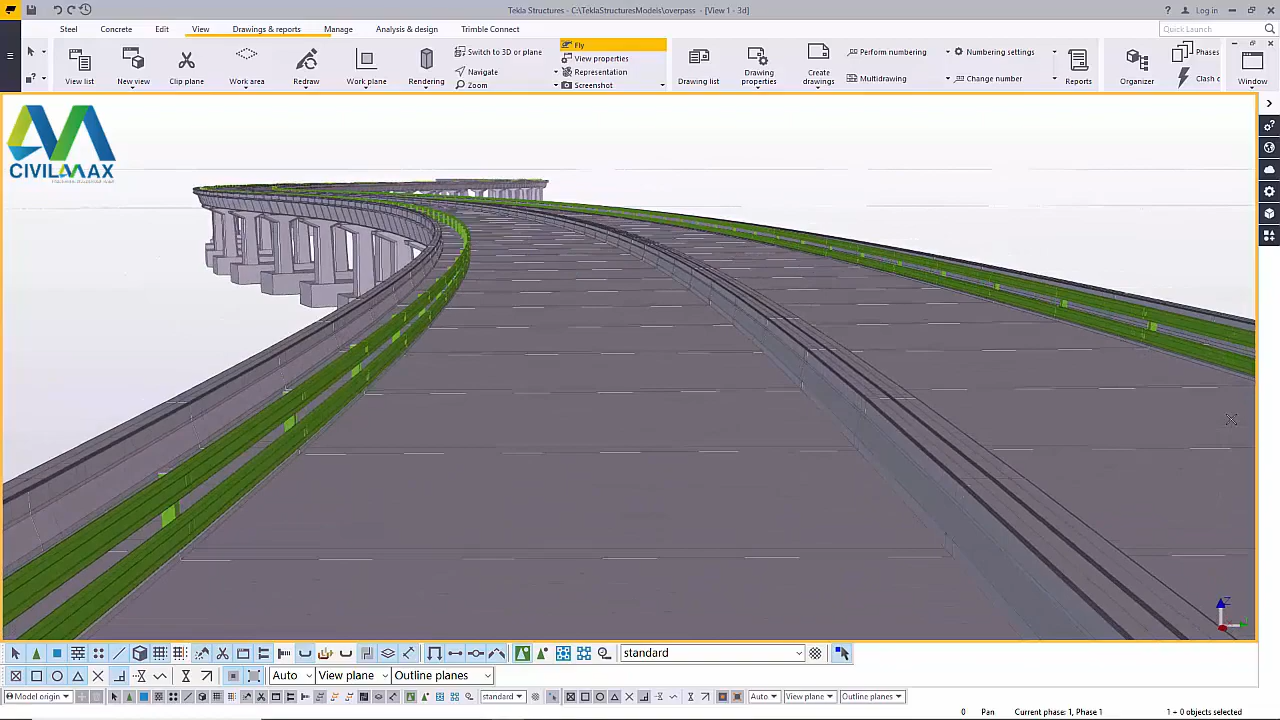 Tekla Structures - C:\TeklaStructuresModels\overpass - [View 1 - 3d]
? Log in
Steel Concrete Edit View Drawings & reports Manage Analysis & design Trimble Connect Quick Launch
View list New view Clip plane Work area Redraw Work plane Rendering
Switch to 3D or plane
Navigate
Zoom
Fly
View properties
Representation
Screenshot
Drawing list Drawing properties Create drawings
Perform numbering
Multidrawing
Numbering settings
Change number
Reports Organizer
Phases
Clash c
Window
CIVILMAX
Z
standard
Auto View plane Outline planes
Model origin standard Auto View plane Outline planes
0 Pan Current phase: 1, Phase 1 1 + 0 objects selected